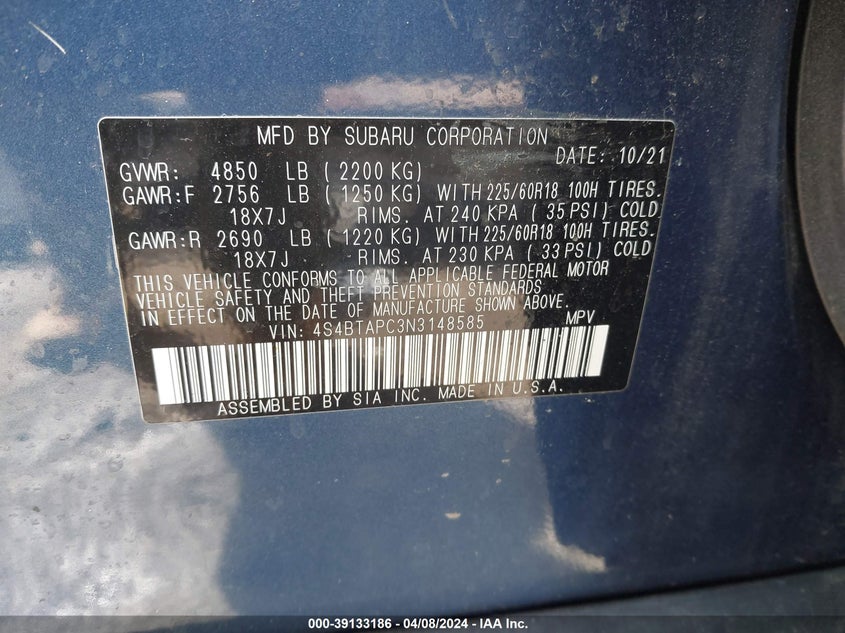 MFD BY SUBARU CORPORATION
DATE: 10/21
GVWR: 4850 LB ( 2200 KG)
GAWR:F 2756 LB ( 1250 KG) WITH 225/60R18 100H TIRES.
18X7J RIMS. AT 240 KPA ( 35 PSI) COLD
GAWR:R 2690 LB ( 1220 KG) WITH 225/60R18 100H TIRES.
18X7J RIMS. AT 230 KPA ( 33 PSI) COLD
THIS VEHICLE CONFORMS TO ALL APPLICABLE FEDERAL MOTOR
VEHICLE SAFETY AND THEFT PREVENTION STANDARDS
IN EFFECT ON THE DATE OF MANUFACTURE SHOWN ABOVE.
VIN: 4S4BTAPC3N3148585 MPV
ASSEMBLED BY SIA INC. MADE IN U.S.A.
000-39133186 - 04/08/2024 - IAA Inc.